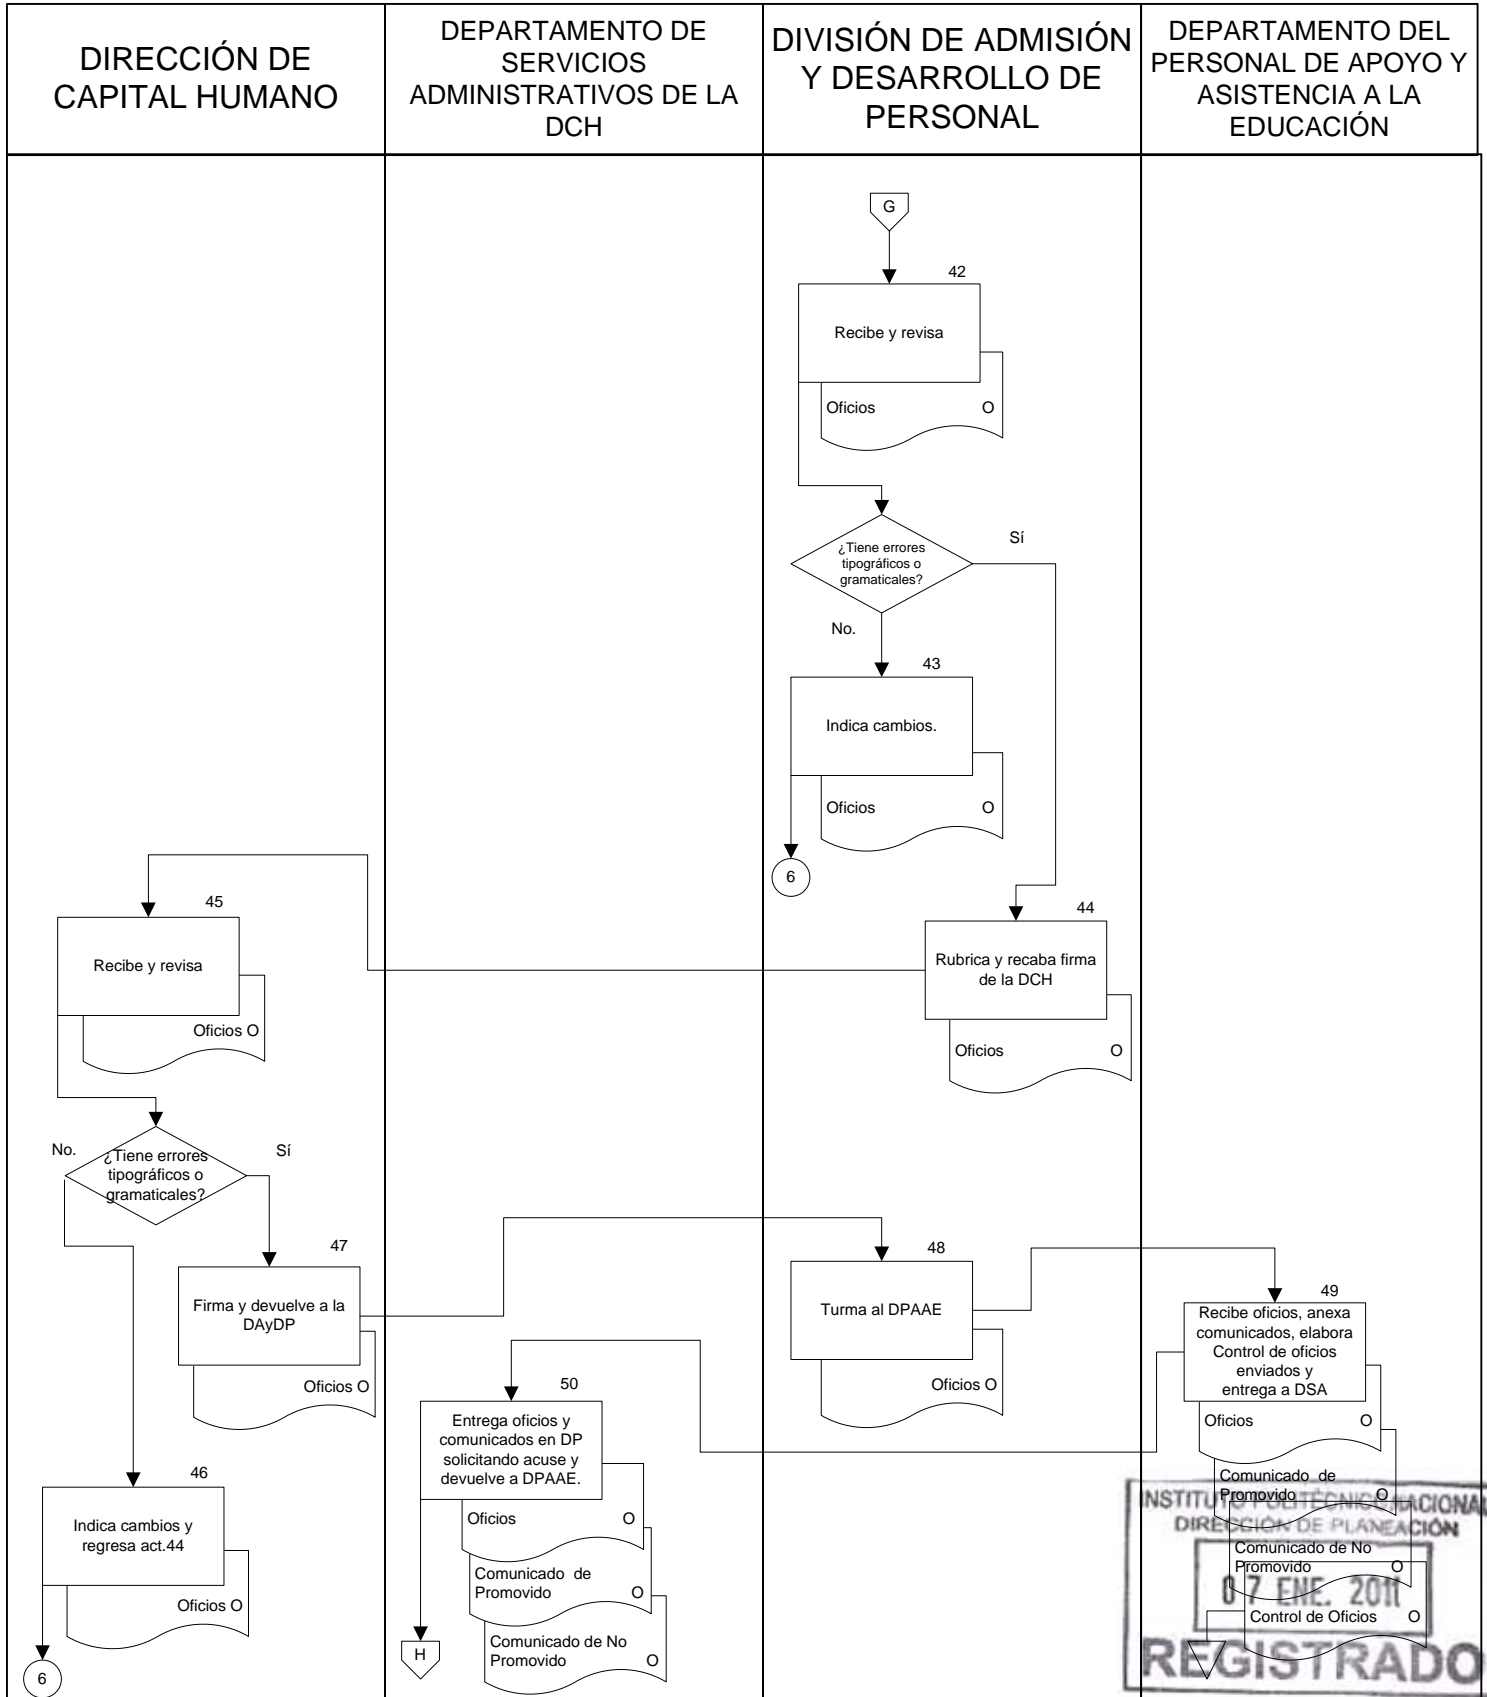 DIRECCIÓN DE
CAPITAL HUMANO
DEPARTAMENTO DE
SERVICIOS
ADMINISTRATIVOS DE LA
DCH
DIVISIÓN DE ADMISIÓN
Y DESARROLLO DE
PERSONAL
DEPARTAMENTO DEL
PERSONAL DE APOYO Y
ASISTENCIA A LA
EDUCACIÓN
G
42
Recibe y revisa
Oficios O
¿Tiene errores
tipográficos o
gramaticales?
Sí
No.
43
Indica cambios.
Oficios O
6
44
Rubrica y recaba firma
de la DCH
Oficios O
45
Recibe y revisa
Oficios O
¿Tiene errores
tipográficos o
gramaticales?
No.
Sí
47
Firma y devuelve a la
DAyDP
Oficios O
46
Indica cambios y
regresa act.44
Oficios O
6
48
Turma al DPAAE
Oficios O
49
Recibe oficios, anexa
comunicados, elabora
Control de oficios
enviados y
entrega a DSA
Oficios O
Comunicado de
Promovido O
Comunicado de No
Promovido O
Control de Oficios O
50
Entrega oficios y
comunicados en DP
solicitando acuse y
devuelve a DPAAE.
Oficios O
Comunicado de
Promovido O
Comunicado de No
Promovido O
H
INSTITUTO POLITÉCNICO NACIONAL
DIRECCIÓN DE PLANEACIÓN
07 ENE. 2011
REGISTRADO